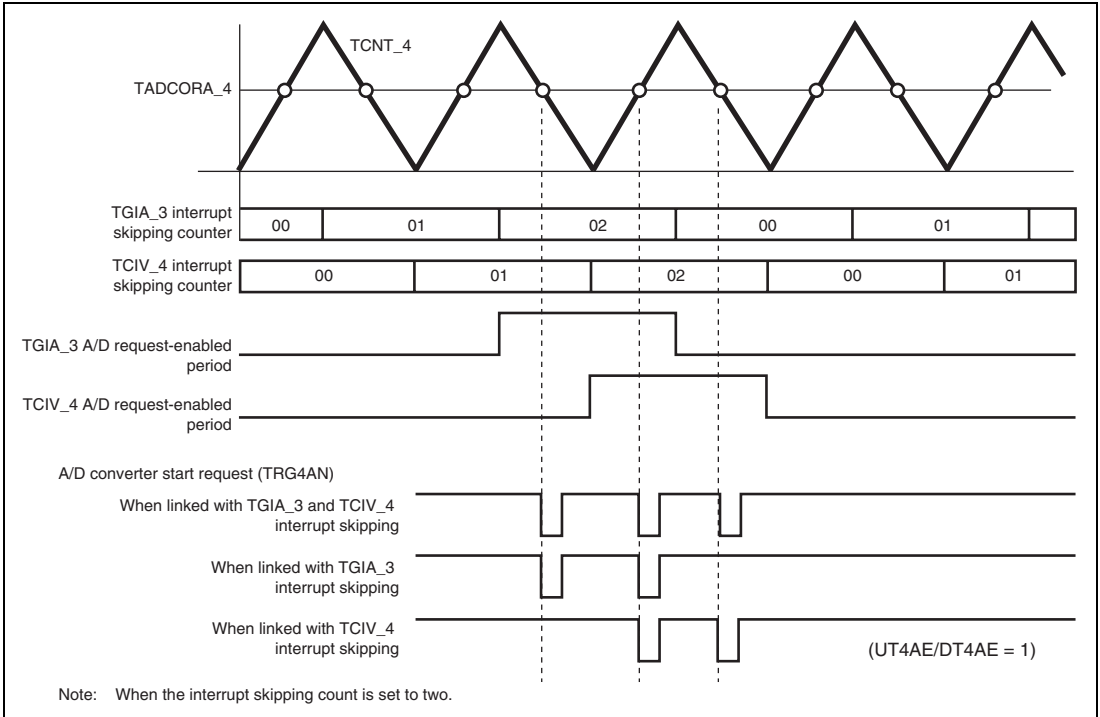 TCNT_4
TADCORA_4
TGIA_3 interrupt
skipping counter
00 01 02 00 01
TCIV_4 interrupt
skipping counter
00 01 02 00 01
TGIA_3 A/D request-enabled
period
TCIV_4 A/D request-enabled
period
A/D converter start request (TRG4AN)
When linked with TGIA_3 and TCIV_4
interrupt skipping
When linked with TGIA_3
interrupt skipping
When linked with TCIV_4
interrupt skipping
(UT4AE/DT4AE = 1)
Note: When the interrupt skipping count is set to two.